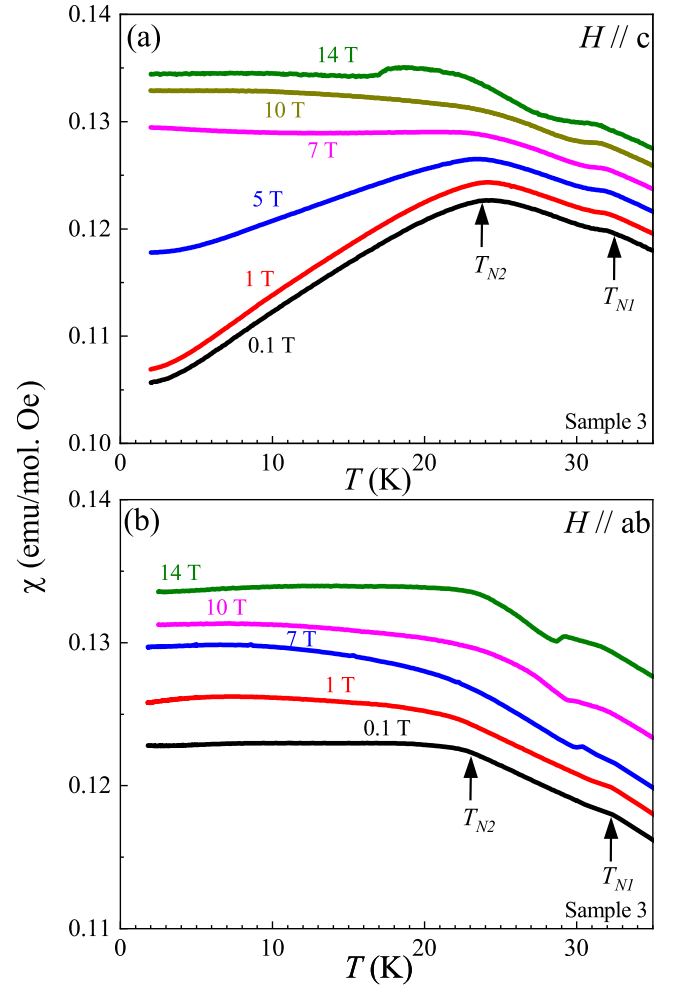 0.14
(a)
H // c
14 T
0.13
10 T
7 T
5 T
0.12
1 T
T_N2
T_N1
0.1 T
0.11
Sample 3
0.10
0 10 20 30
T (K)
χ (emu/mol. Oe)
0.14
(b)
H // ab
14 T
10 T
0.13
7 T
1 T
0.1 T
0.12
T_N2
T_N1
Sample 3
0.11
0 10 20 30
T (K)